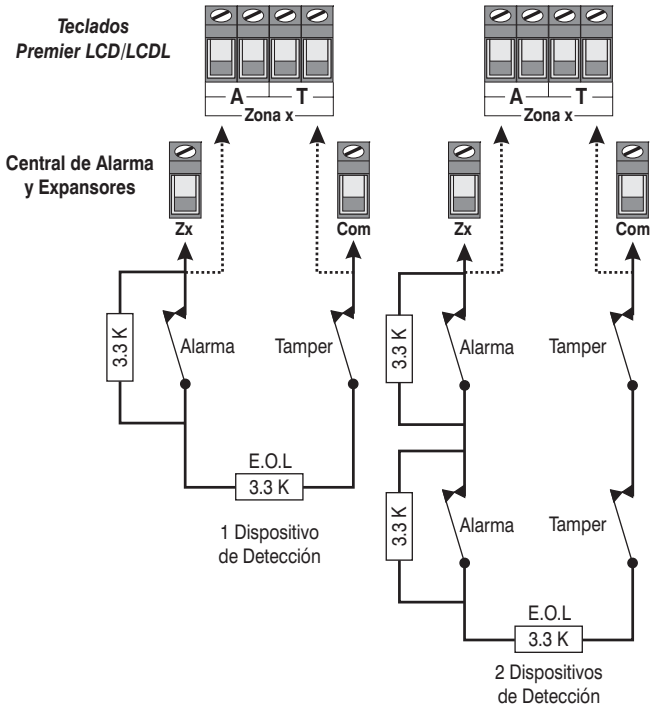 Teclados
Premier LCD/LCDL
A
T
Zona x
A
T
Zona x
Central de Alarma
y Expansores
Zx
Com
Zx
Com
3.3 K
Alarma
Tamper
3.3 K
Alarma
Tamper
E.O.L
3.3 K
1 Dispositivo
de Detección
3.3 K
Alarma
Tamper
E.O.L
3.3 K
2 Dispositivos
de Detección